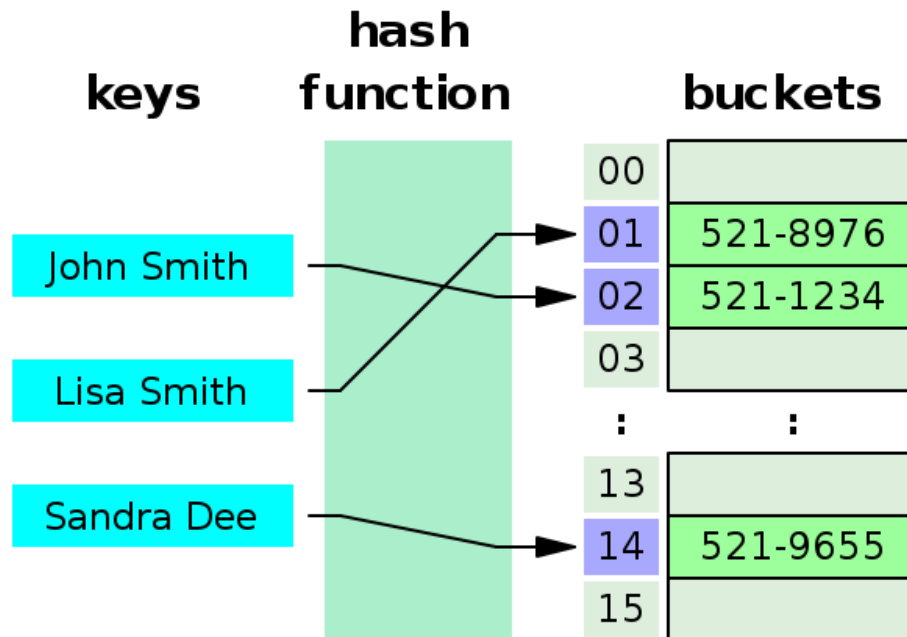 hash
keys function buckets
00
01 521-8976
John Smith
02 521-1234
03
Lisa Smith
: :
13
Sandra Dee
14 521-9655
15